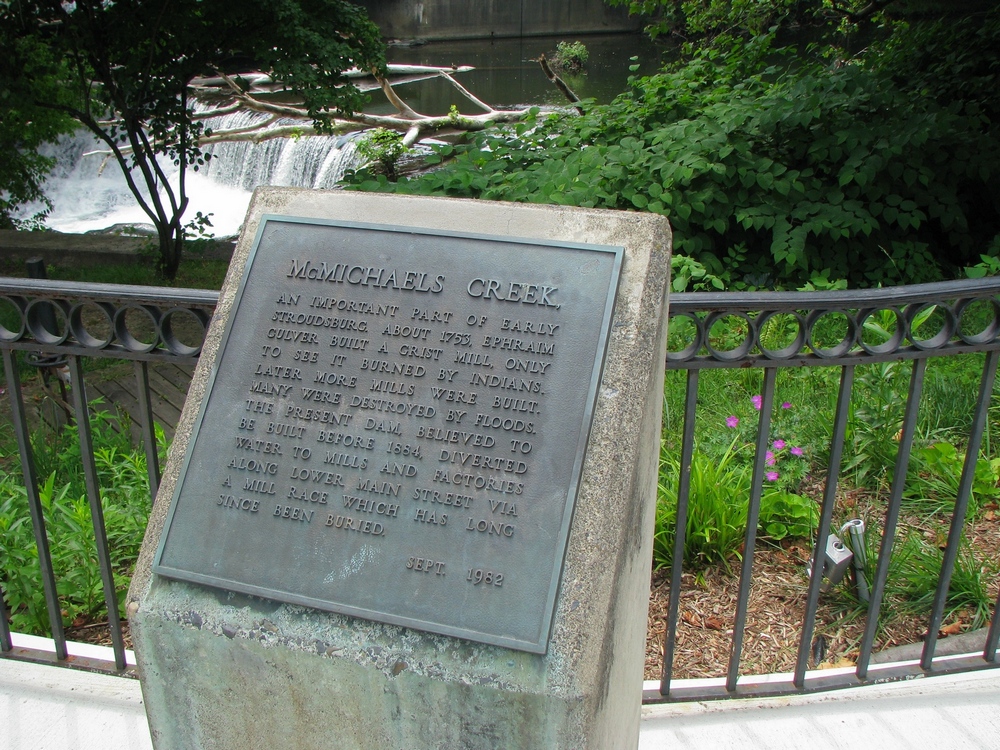 McMICHAELS CREEK,
AN IMPORTANT PART OF EARLY
STROUDSBURG. ABOUT 1753, EPHRAIM
CULVER BUILT A GRIST MILL, ONLY
TO SEE IT BURNED BY INDIANS.
LATER MORE MILLS WERE BUILT.
MANY WERE DESTROYED BY FLOODS.
THE PRESENT DAM, BELIEVED TO
BE BUILT BEFORE 1884, DIVERTED
WATER TO MILLS AND FACTORIES
ALONG LOWER MAIN STREET VIA
A MILL RACE WHICH HAS LONG
SINCE BEEN BURIED.
SEPT. 1982